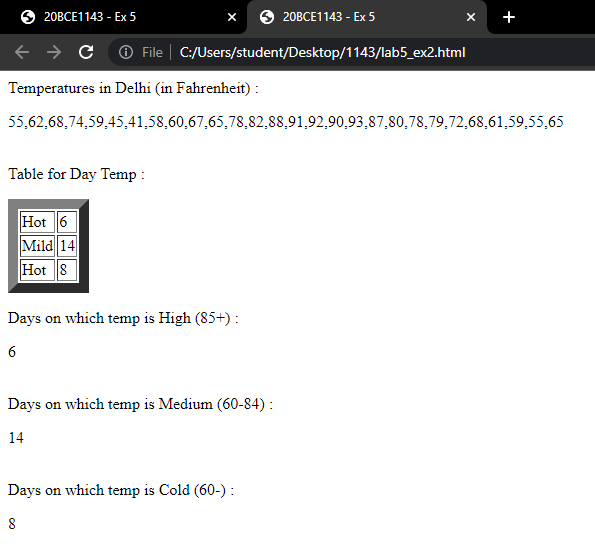 20BCE1143 - Ex 5
20BCE1143 - Ex 5
File
C:/Users/student/Desktop/1143/lab5_ex2.html
Temperatures in Delhi (in Fahrenheit) :
55,62,68,74,59,45,41,58,60,67,65,78,82,88,91,92,90,93,87,80,78,79,72,68,61,59,55,65
Table for Day Temp :
Hot 6
Mild 14
Hot 8
Days on which temp is High (85+) :
6
Days on which temp is Medium (60-84) :
14
Days on which temp is Cold (60-) :
8